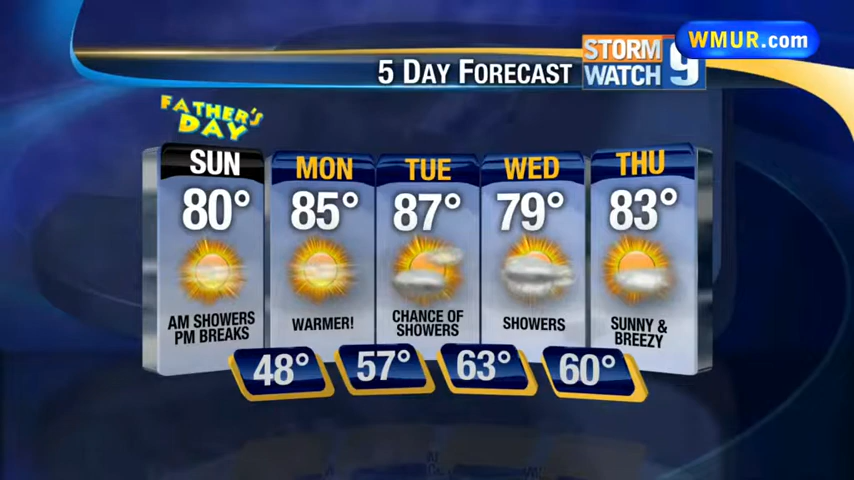 WMUR.com
5 DAY FORECAST
STORM
WATCH 9
FATHER'S
DAY
SUN
80°
AM SHOWERS
PM BREAKS
MON
85°
WARMER!
TUE
87°
CHANCE OF
SHOWERS
WED
79°
SHOWERS
THU
83°
SUNNY &
BREEZY
48°
57°
63°
60°